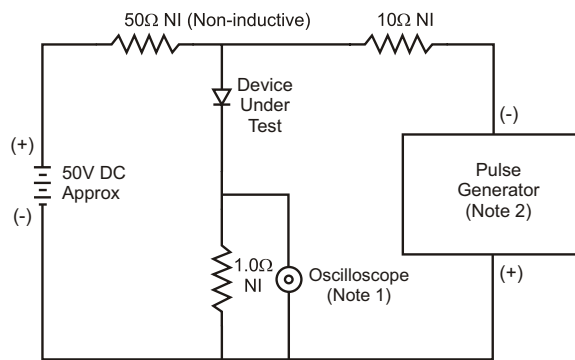 50Ω NI (Non-inductive)
10Ω NI
Device
Under
Test
(-)
(+)
50V DC
Approx
(-)
Pulse
Generator
(Note 2)
1.0Ω
NI
Oscilloscope
(Note 1)
(+)